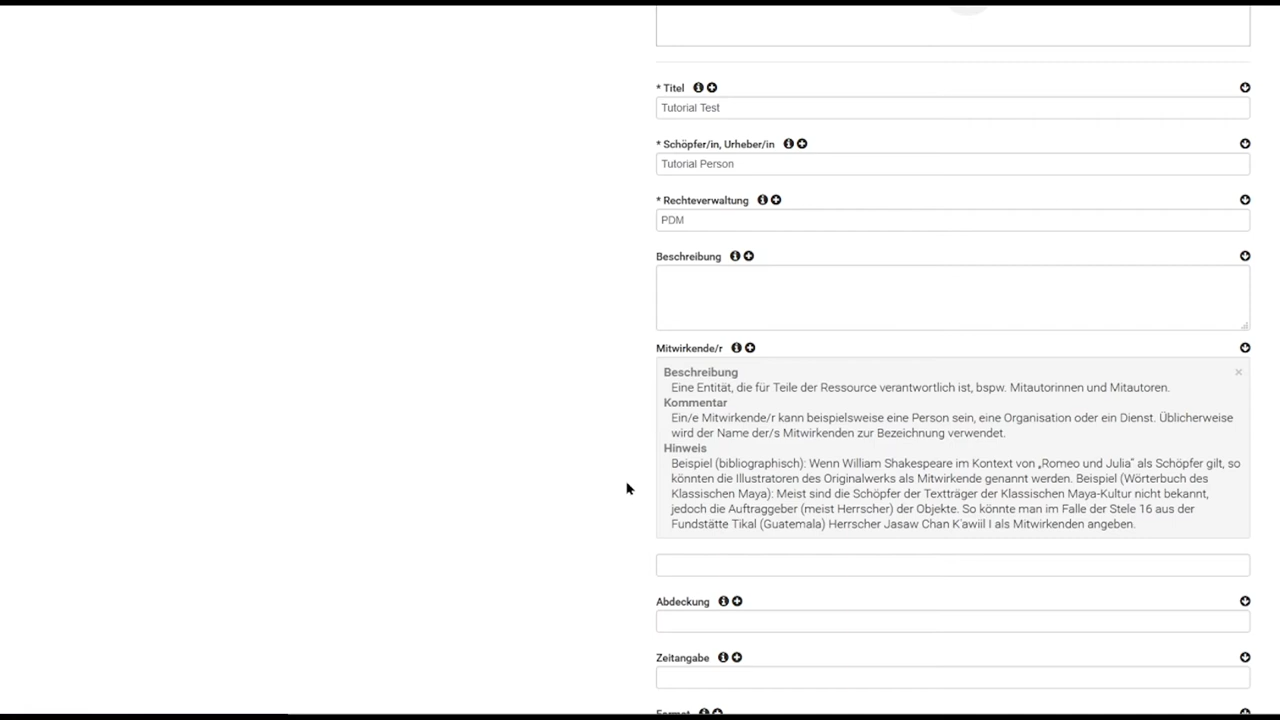 * Titel
Tutorial Test
* Schöpfer/in, Urheber/in
Tutorial Person
* Rechteverwaltung
PDM
Beschreibung
Mitwirkende/r
Beschreibung
Eine Entität, die für Teile der Ressource verantwortlich ist, bspw. Mitautorinnen und Mitautoren.
Kommentar
Ein/e Mitwirkende/r kann beispielsweise eine Person sein, eine Organisation oder ein Dienst. Üblicherweise
wird der Name der/s Mitwirkenden zur Bezeichnung verwendet.
Hinweis
Beispiel (bibliographisch): Wenn William Shakespeare im Kontext von „Romeo und Julia" als Schöpfer gilt, so
könnten die Illustratoren des Originalwerks als Mitwirkende genannt werden. Beispiel (Wörterbuch des
Klassischen Maya): Meist sind die Schöpfer der Textträger der Klassischen Maya-Kultur nicht bekannt,
jedoch die Auftraggeber (meist Herrscher) der Objekte. So könnte man im Falle der Stele 16 aus der
Fundstätte Tikal (Guatemala) Herrscher Jasaw Chan K'awiil I als Mitwirkenden angeben.
Abdeckung
Zeitangabe
Format